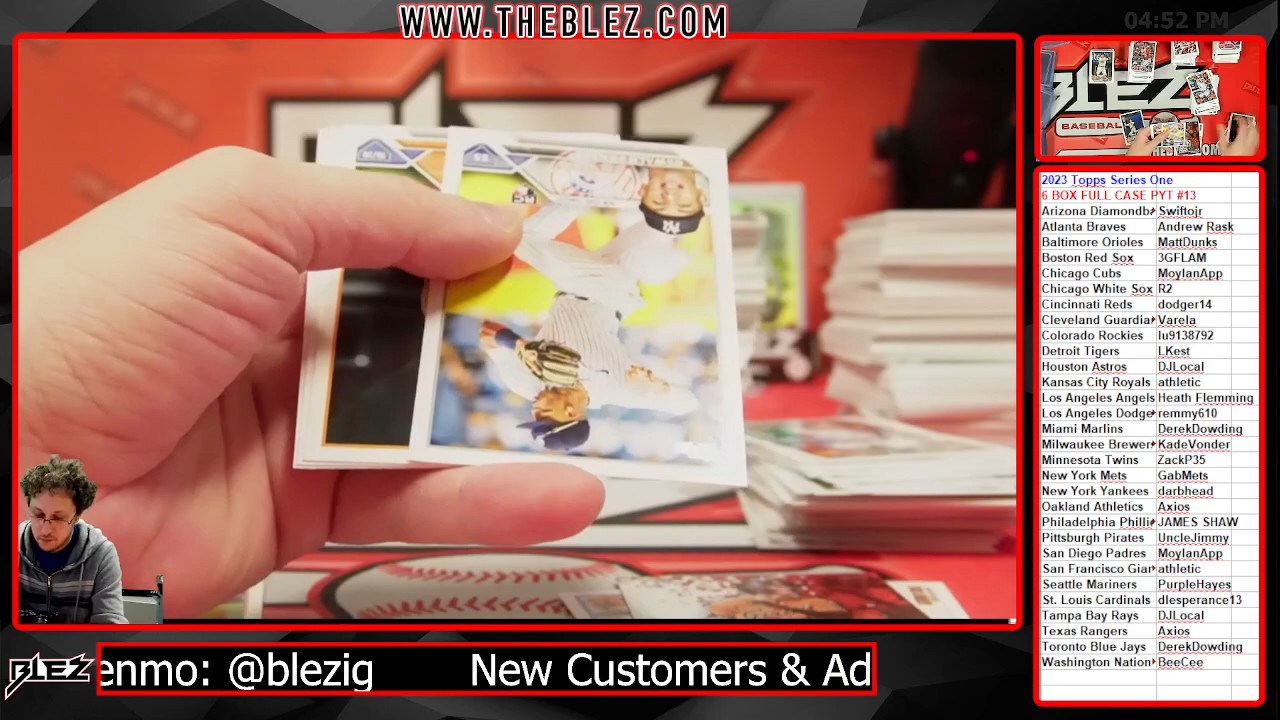 WWW.THEBLEZ.COM
04:52 PM
BLEZ
BASEBAL
2023 Topps Series One
6 BOX FULL CASE PYT #13
Arizona Diamondb Swiftojr
Atlanta Braves Andrew Rask
Baltimore Orioles MattDunks
Boston Red Sox 3GFLAM
Chicago Cubs MoylanApp
Chicago White Sox R2
Cincinnati Reds dodger14
Cleveland Guardia Varela
Colorado Rockies lu9138792
Detroit Tigers LKest
Houston Astros DJLocal
Kansas City Royals athletic
Los Angeles Angels Heath Flemming
Los Angeles Dodge remmy610
Miami Marlins DerekDowding
Milwaukee Brewer KadeVonder
Minnesota Twins ZackP35
New York Mets GabMets
New York Yankees darbhead
Oakland Athletics Axios
Philadelphia Philli JAMES SHAW
Pittsburgh Pirates UncleJimmy
San Diego Padres MoylanApp
San Francisco Gian athletic
Seattle Mariners PurpleHayes
St. Louis Cardinals dlesperance13
Tampa Bay Rays DJLocal
Texas Rangers Axios
Toronto Blue Jays DerekDowding
Washington Nation BeeCee
BLEZ
enmo: @blezig New Customers & Ad